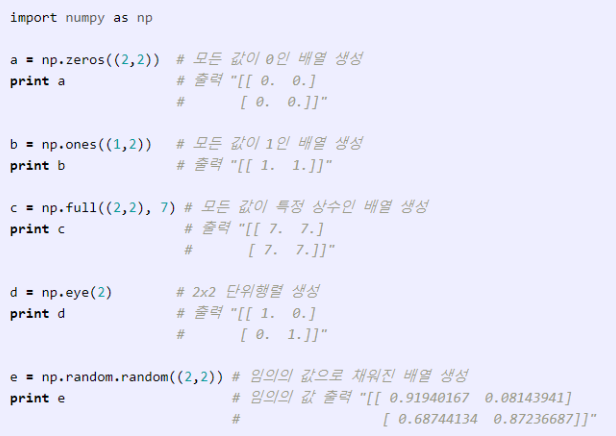 import numpy as np
a = np.zeros((2,2))  # 모든 값이 0인 배열 생성
print a              # 출력 "[[ 0.  0.]
                     #       [ 0.  0.]]"
b = np.ones((1,2))   # 모든 값이 1인 배열 생성
print b              # 출력 "[[ 1.  1.]]"
c = np.full((2,2), 7) # 모든 값이 특정 상수인 배열 생성
print c               # 출력 "[[ 7.  7.]
                      #       [ 7.  7.]]"
d = np.eye(2)        # 2x2 단위행렬 생성
print d              # 출력 "[[ 1.  0.]
                     #       [ 0.  1.]]"
e = np.random.random((2,2)) # 임의의 값으로 채워진 배열 생성
print e                     # 임의의 값 출력 "[[ 0.91940167  0.08143941]
                            #                  [ 0.68744134  0.87236687]]"